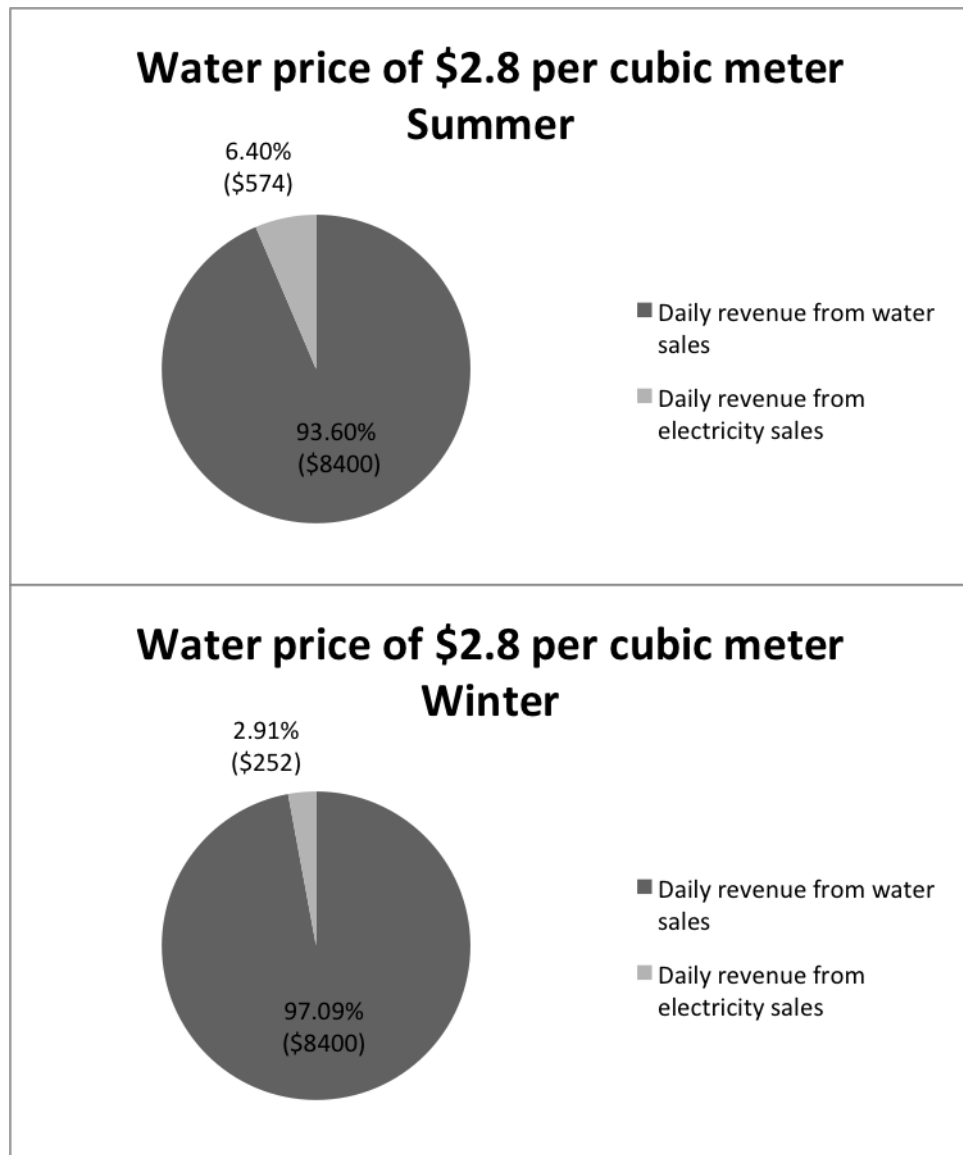 Water price of $2.8 per cubic meter
Summer
6.40%
($574)
93.60%
($8400)
Daily revenue from water
sales
Daily revenue from
electricity sales
Water price of $2.8 per cubic meter
Winter
2.91%
($252)
97.09%
($8400)
Daily revenue from water
sales
Daily revenue from
electricity sales